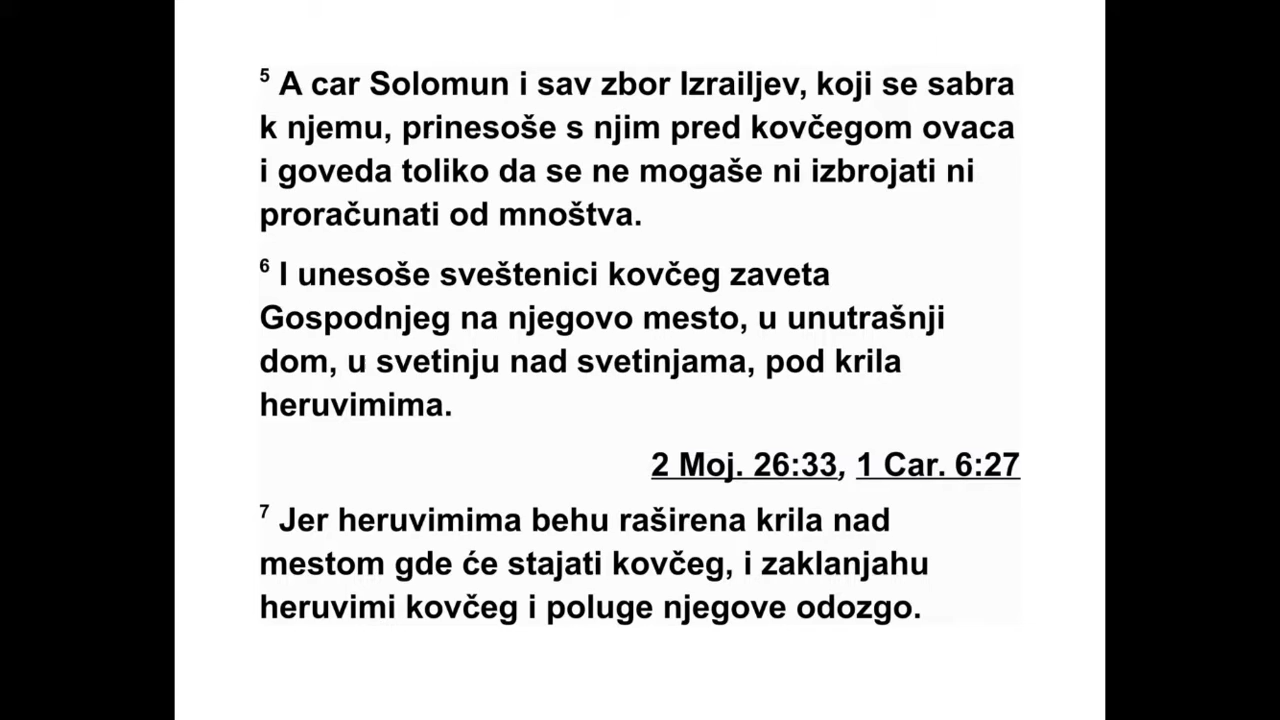 5 A car Solomun i sav zbor Izrailjev, koji se sabra
k njemu, prinesoše s njim pred kovčegom ovaca
i goveda toliko da se ne mogaše ni izbrojati ni
proračunati od mnoštva.
6 I unesoše sveštenici kovčeg zaveta
Gospodnjeg na njegovo mesto, u unutrašnji
dom, u svetinju nad svetinjama, pod krila
heruvimima.
2 Moj. 26:33, 1 Car. 6:27
7 Jer heruvimima behu raširena krila nad
mestom gde će stajati kovčeg, i zaklanjahu
heruvimi kovčeg i poluge njegove odozgo.